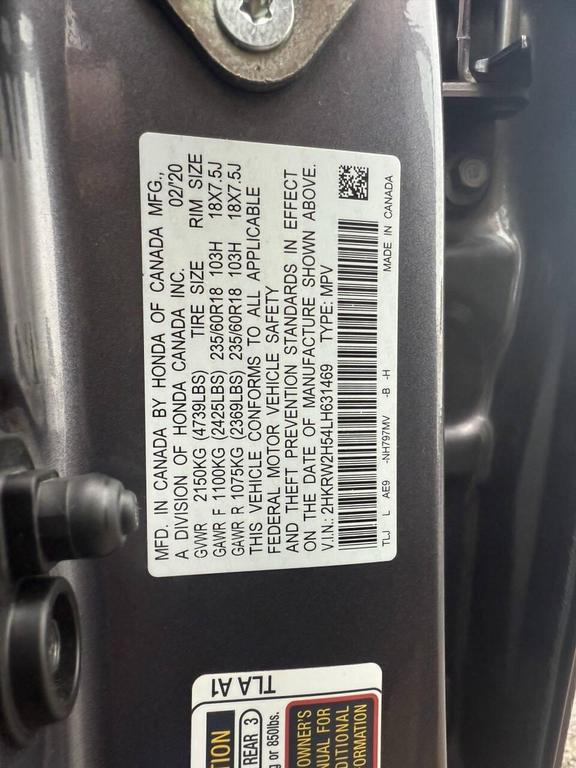 MFD. IN CANADA BY HONDA OF CANADA MFG.,
A DIVISION OF HONDA CANADA INC. 02/'20
GVWR 2150KG (4739LBS) TIRE SIZE RIM SIZE
GAWR F 1100KG (2425LBS) 235/60R18 103H 18X7.5J
GAWR R 1075KG (2369LBS) 235/60R18 103H 18X7.5J
THIS VEHICLE CONFORMS TO ALL APPLICABLE
FEDERAL MOTOR VEHICLE SAFETY
AND THEFT PREVENTION STANDARDS IN EFFECT
ON THE DATE OF MANUFACTURE SHOWN ABOVE.
V.I.N.: 2HKRW2H54LH631469 TYPE: MPV
TLJ L AE9 -NH797MV -B -H MADE IN CANADA
TLA A1
REAR 3
or 850lbs.
OWNER'S
MANUAL FOR